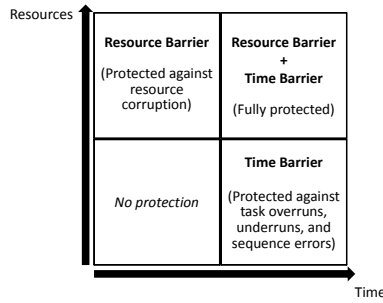 Resources
Resource Barrier
(Protected against
resource
corruption)
Resource Barrier
+
Time Barrier
(Fully protected)
No protection
Time Barrier
(Protected against
task overruns,
underruns, and
sequence errors)
Time